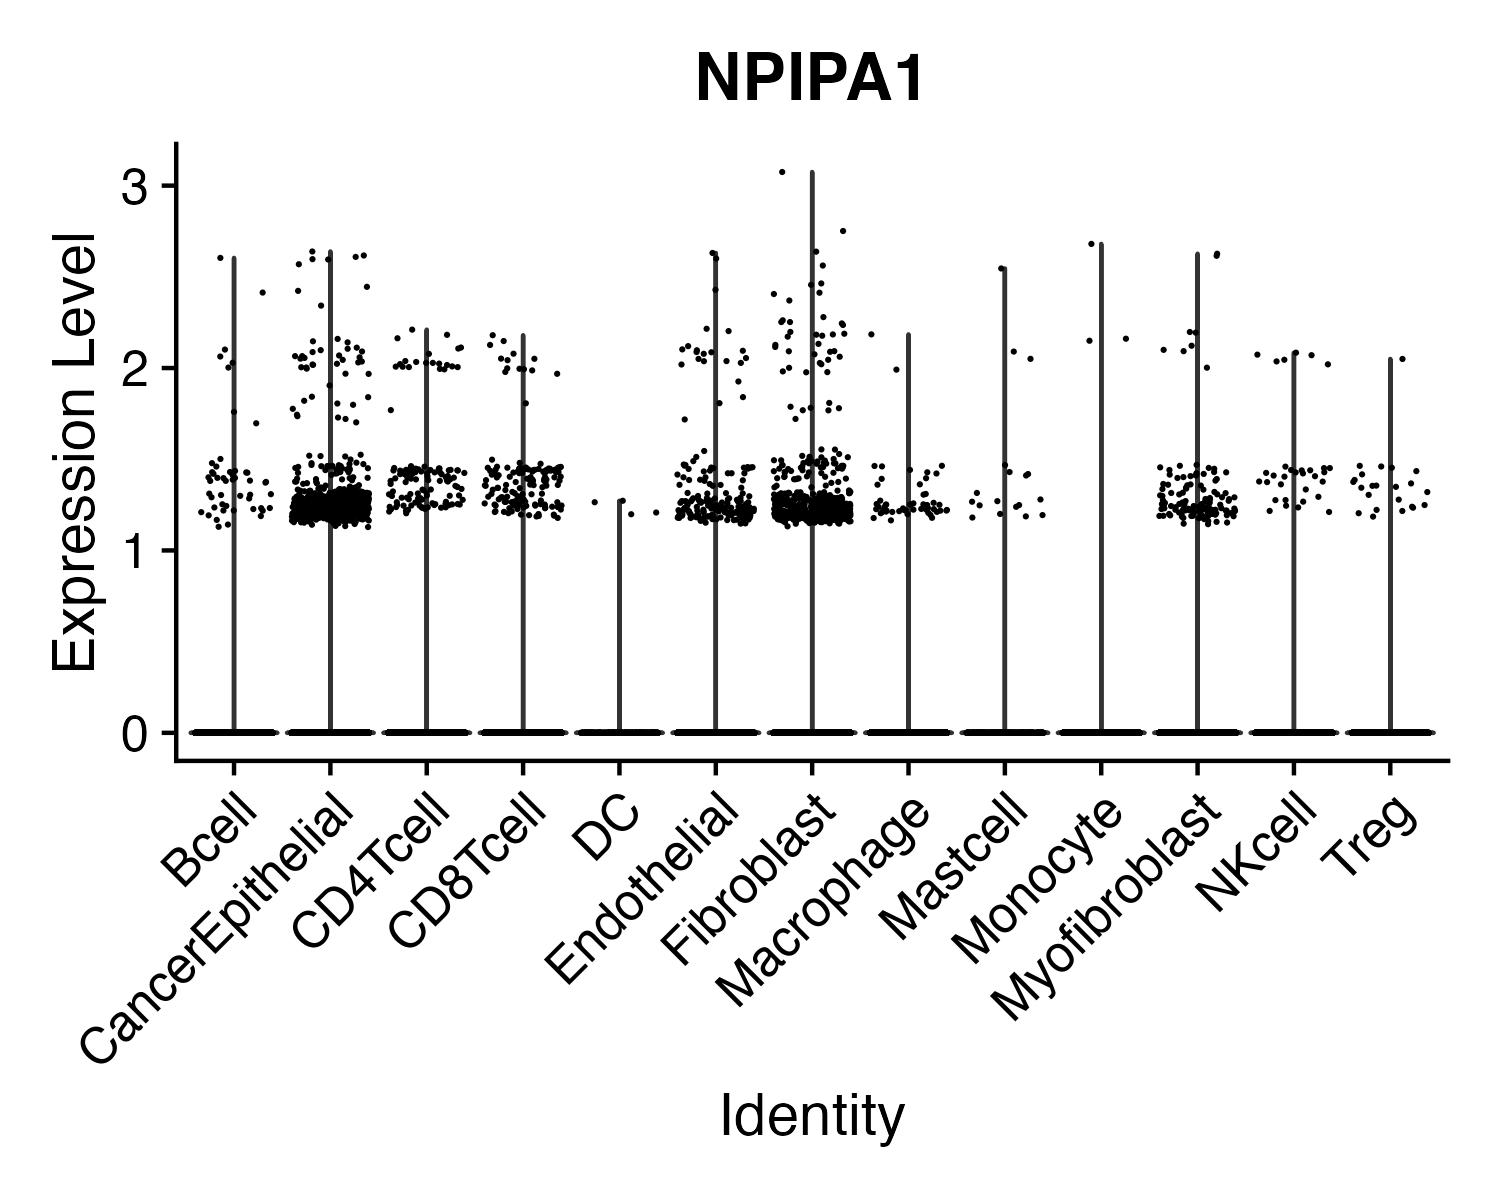 NPIPA1
Expression Level
3
2
1
0
Bcell
CancerEpithelial
CD4Tcell
CD8Tcell
DC
Endothelial
Fibroblast
Macrophage
Mastcell
Monocyte
Myofibroblast
NKcell
Treg
Identity